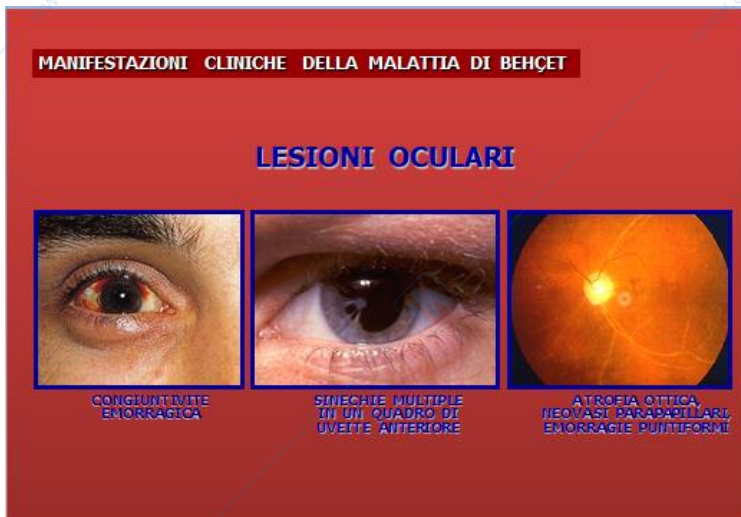 MANIFESTAZIONI CLINICHE DELLA MALATTIA DI BEHÇET
LESIONI OCULARI
CONGIUNTIVITE
EMORRAGICA
SINECHIE MULTIPLE
IN UN QUADRO DI
UVEITE ANTERIORE
ATROFIA OTTICA,
NEOVASI PARAPAPILLARI,
EMORRAGIE PUNTIFORMI